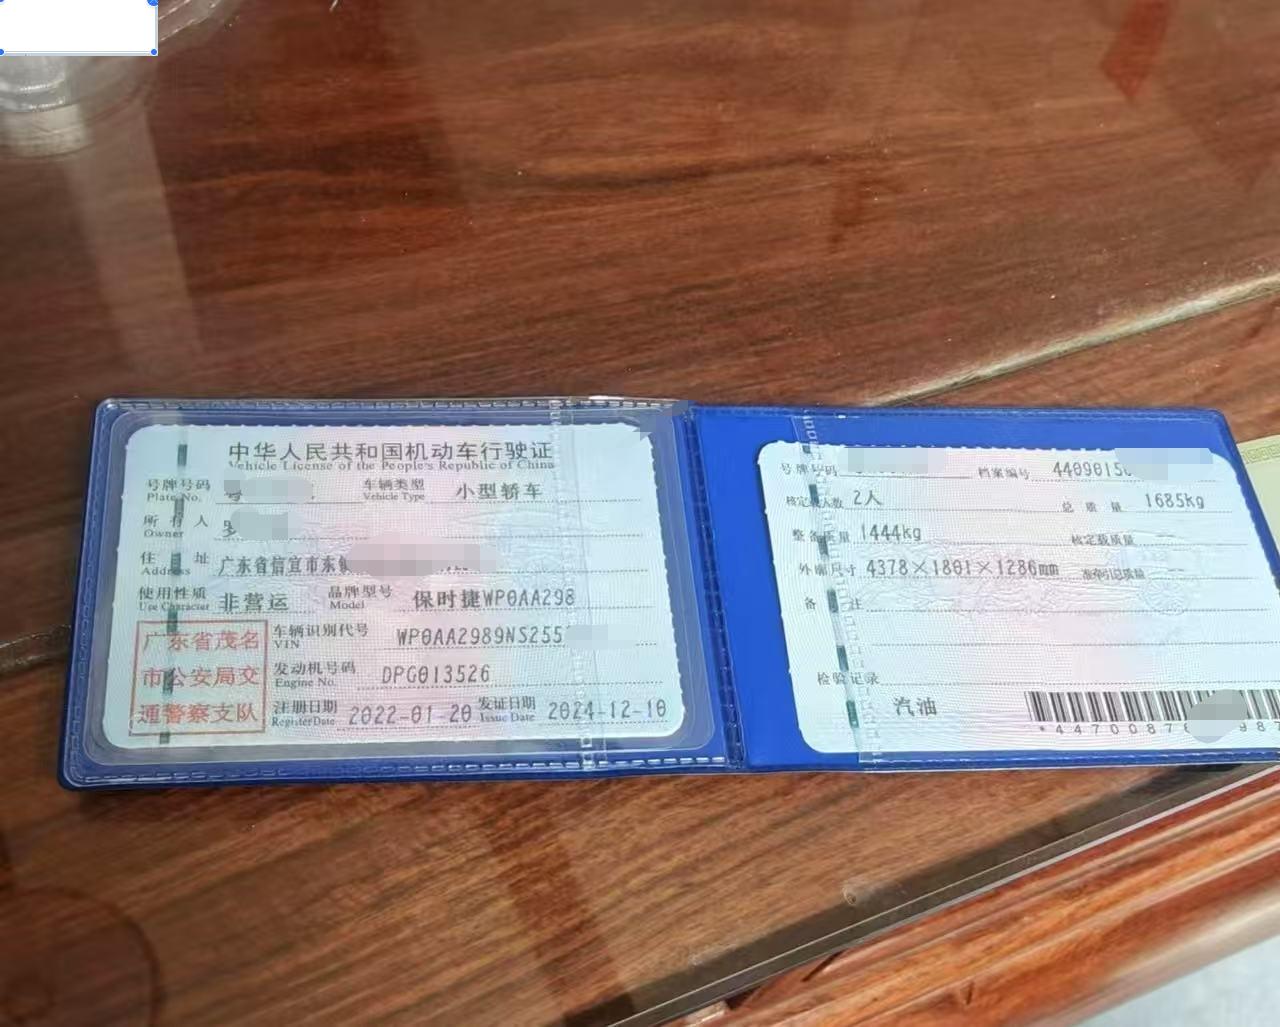 中华人民共和国机动车行驶证
Vehicle License of the People's Republic of China
号牌号码 粤 车辆类型 小型轿车
Plate No. Vehicle Type
所有人
Owner
住址 广东省信宜市东镇
Address
使用性质 非营运 品牌型号 保时捷WP0AA298
Use Character Model
广东省茂名
市公安局交
通警察支队
车辆识别代号 WP0AA2989NS255
VIN
发动机号码 DPG013526
Engine No.
注册日期 2022-01-20 发证日期 2024-12-10
Register Date Issue Date
号牌号码 档案编号 4409015
核定载人数 2人 总质量 1685kg
整备质量 1444kg 核定载质量 --
外廓尺寸 4378×1801×1286mm 准牵引总质量 --
备注
检验记录
汽油
*4470087 98